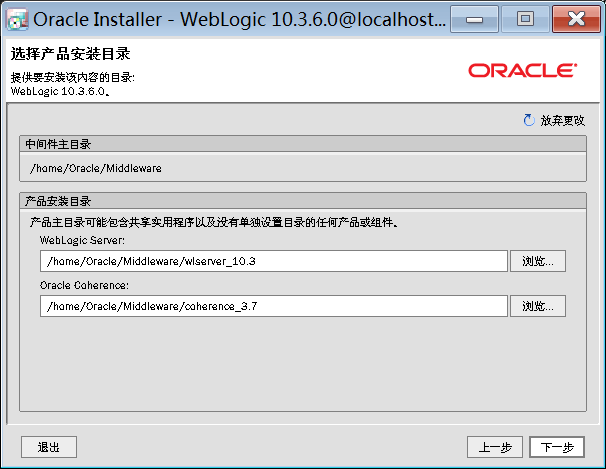 Oracle Installer - WebLogic 10.3.6.0@localhost...
选择产品安装目录
提供要安装该内容的目录:
WebLogic 10.3.6.0。
ORACLE
放弃更改
中间件主目录
/home/Oracle/Middleware
产品安装目录
产品主目录可能包含共享实用程序以及没有单独设置目录的任何产品或组件。
WebLogic Server:
/home/Oracle/Middleware/wlserver_10.3
浏览...
Oracle Coherence:
/home/Oracle/Middleware/coherence_3.7
浏览...
退出
上一步
下一步